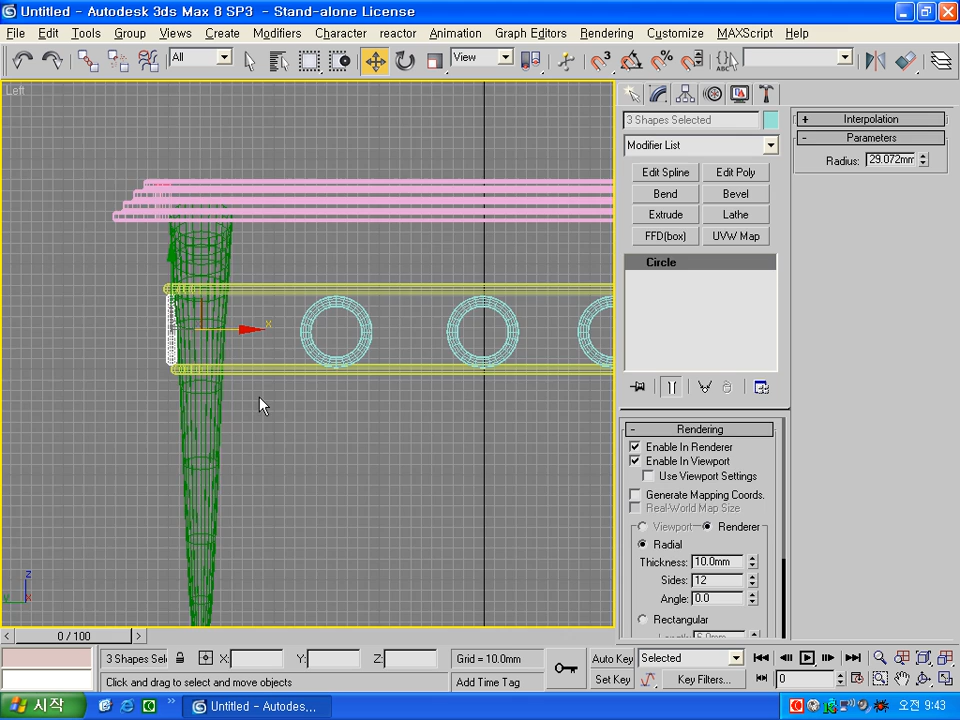 Untitled - Autodesk 3ds Max 8 SP3 - Stand-alone License
File Edit Tools Group Views Create Modifiers Character reactor Animation Graph Editors Rendering Customize MAXScript Help
All View
Left
3 Shapes Selected
Modifier List
Edit Spline Edit Poly
Bend Bevel
Extrude Lathe
FFD(box) UVW Map
Circle
+ Interpolation
- Parameters
Radius: 29.072mm
- Rendering
Enable In Renderer
Enable In Viewport
Use Viewport Settings
Generate Mapping Coords.
Real-World Map Size
Viewport Renderer
Radial
Thickness: 10.0mm
Sides: 12
Angle: 0.0
Rectangular
x
z
y x
< 0 / 100 >
3 Shapes Sel X: Y: Z: Grid = 10.0mm Auto Key Selected
Click and drag to select and move objects Add Time Tag Set Key Key Filters... 0
시작 » Untitled - Autodes... 오전 9:43